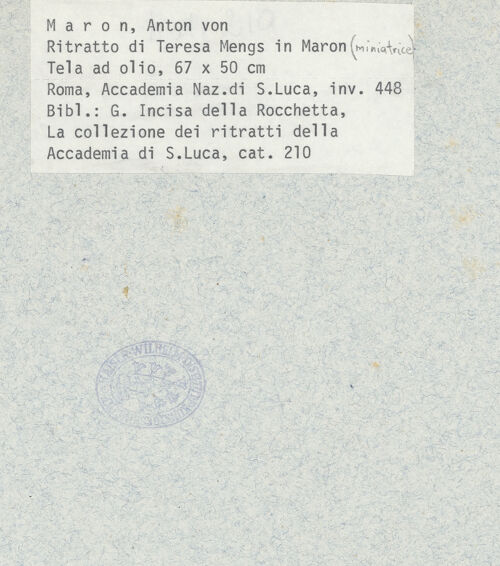 M a r o n, Anton von
Ritratto di Teresa Mengs in Maron (miniatrice)
Tela ad olio, 67 x 50 cm
Roma, Accademia Naz.di S.Luca, inv. 448
Bibl.: G. Incisa della Rocchetta,
La collezione dei ritratti della
Accademia di S.Luca, cat. 210